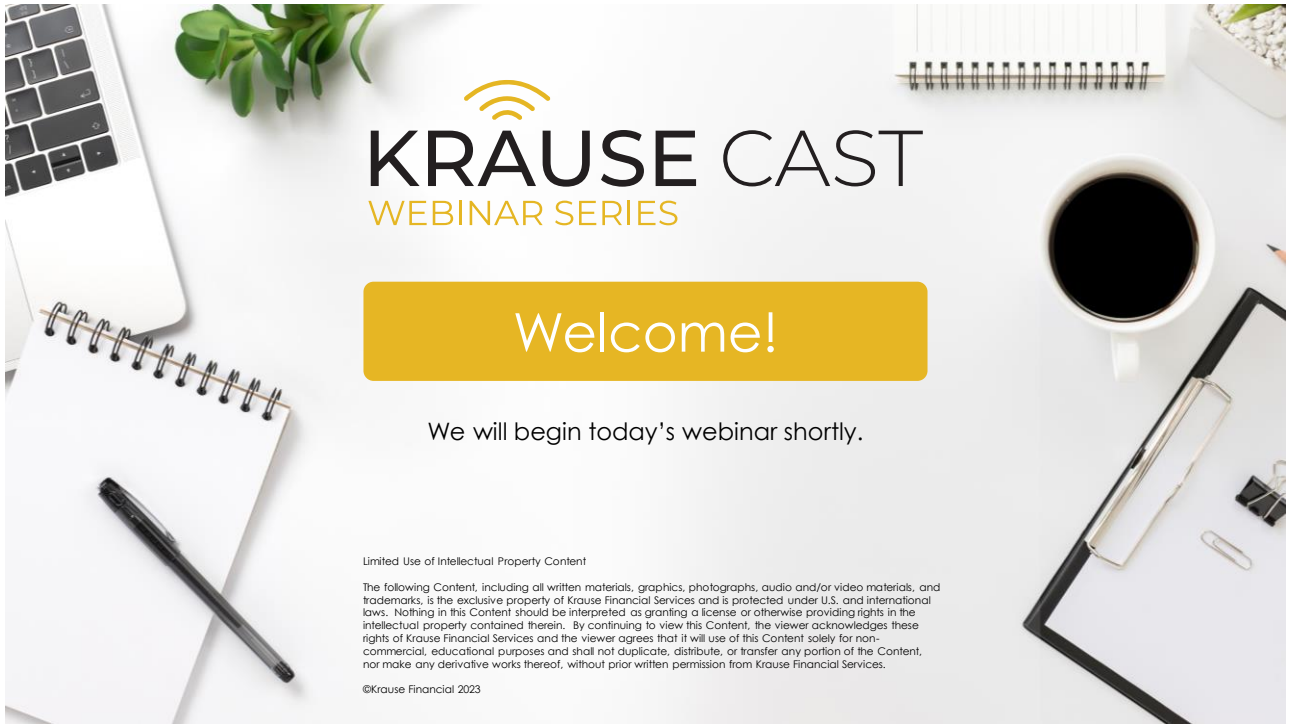 KRAUSE CAST
WEBINAR SERIES
Welcome!
We will begin today’s webinar shortly.
Limited Use of Intellectual Property Content
The following Content, including all written materials, graphics, photographs, audio and/or video materials, and
trademarks, is the exclusive property of Krause Financial Services and is protected under U.S. and international
laws. Nothing in this Content should be interpreted as granting a license or otherwise providing rights in the
intellectual property contained therein. By continuing to view this Content, the viewer acknowledges these
rights of Krause Financial Services and the viewer agrees that it will use of this Content solely for non-
commercial, educational purposes and shall not duplicate, distribute, or transfer any portion of the Content,
nor make any derivative works thereof, without prior written permission from Krause Financial Services.
©Krause Financial 2023